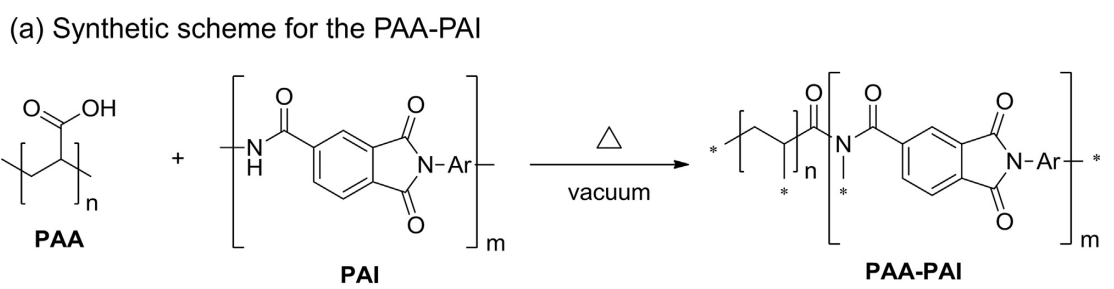 (a) Synthetic scheme for the PAA-PAI
O
OH
n
PAA
+
O
N
H
O
N
Ar
O
m
PAI
△
vacuum
*
O
n
*
N
*
O
O
N
Ar
*
O
m
PAA-PAI